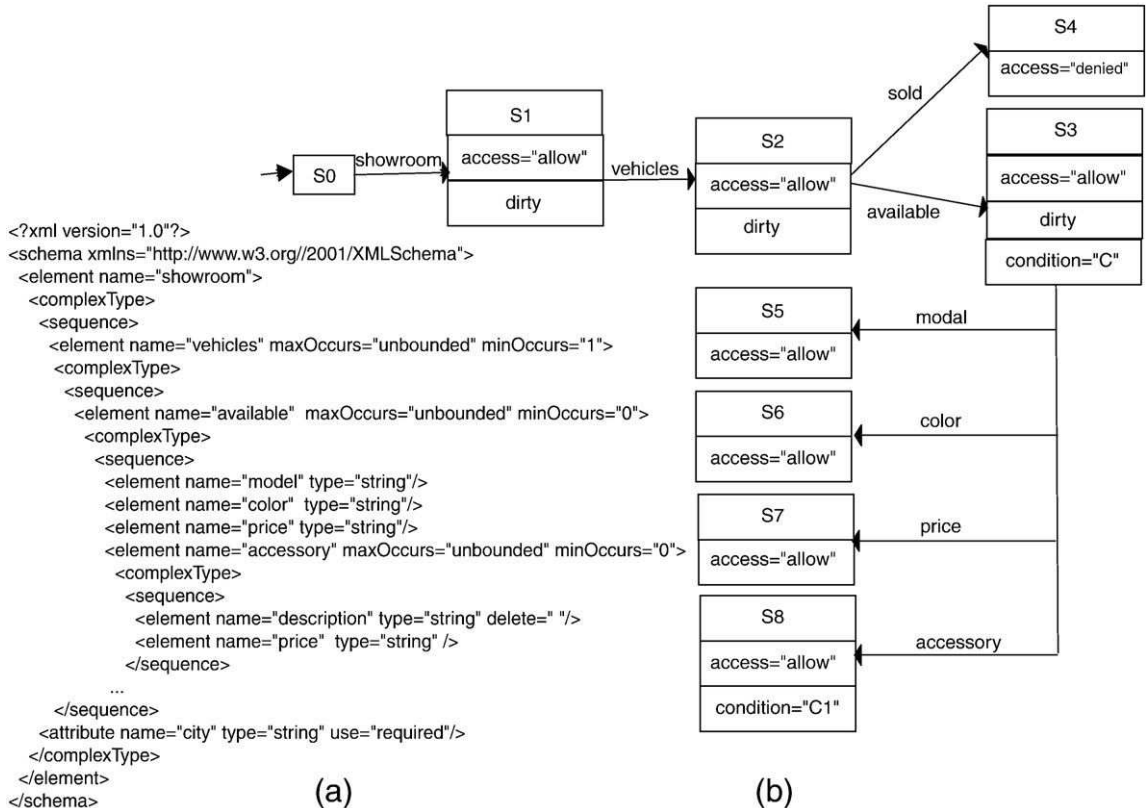 S4
access="denied"
sold
S1
access="allow"
dirty
S3
access="allow"
dirty
condition="C"
S2
access="allow"
dirty
showroom
S0
vehicles
available
<?xml version="1.0"?>
<schema xmlns="http://www.w3.org//2001/XMLSchema">
<element name="showroom">
<complexType>
<sequence>
<element name="vehicles" maxOccurs="unbounded" minOccurs="1">
<complexType>
<sequence>
<element name="available" maxOccurs="unbounded" minOccurs="0">
<complexType>
<sequence>
<element name="model" type="string"/>
<element name="color" type="string"/>
<element name="price" type="string"/>
<element name="accessory" maxOccurs="unbounded" minOccurs="0">
<complexType>
<sequence>
<element name="description" type="string" delete=" "/>
<element name="price" type="string" />
</sequence>
...
</sequence>
<attribute name="city" type="string" use="required"/>
</complexType>
</element>
</schema>
S5
access="allow"
modal
S6
access="allow"
color
S7
access="allow"
price
S8
access="allow"
condition="C1"
accessory
(a)
(b)